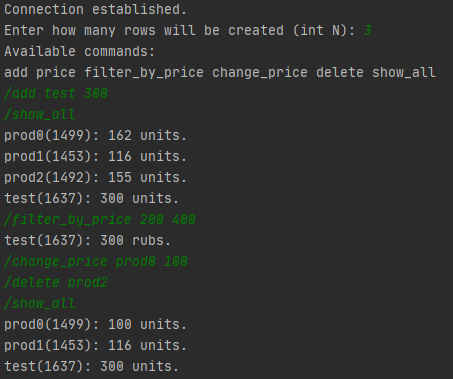 Connection established.
Enter how many rows will be created (int N): 3
Available commands:
add price filter_by_price change_price delete show_all
/add test 300
/show_all
prod0(1499): 162 units.
prod1(1453): 116 units.
prod2(1492): 155 units.
test(1637): 300 units.
/filter_by_price 200 400
test(1637): 300 rubs.
/change_price prod0 100
/delete prod2
/show_all
prod0(1499): 100 units.
prod1(1453): 116 units.
test(1637): 300 units.